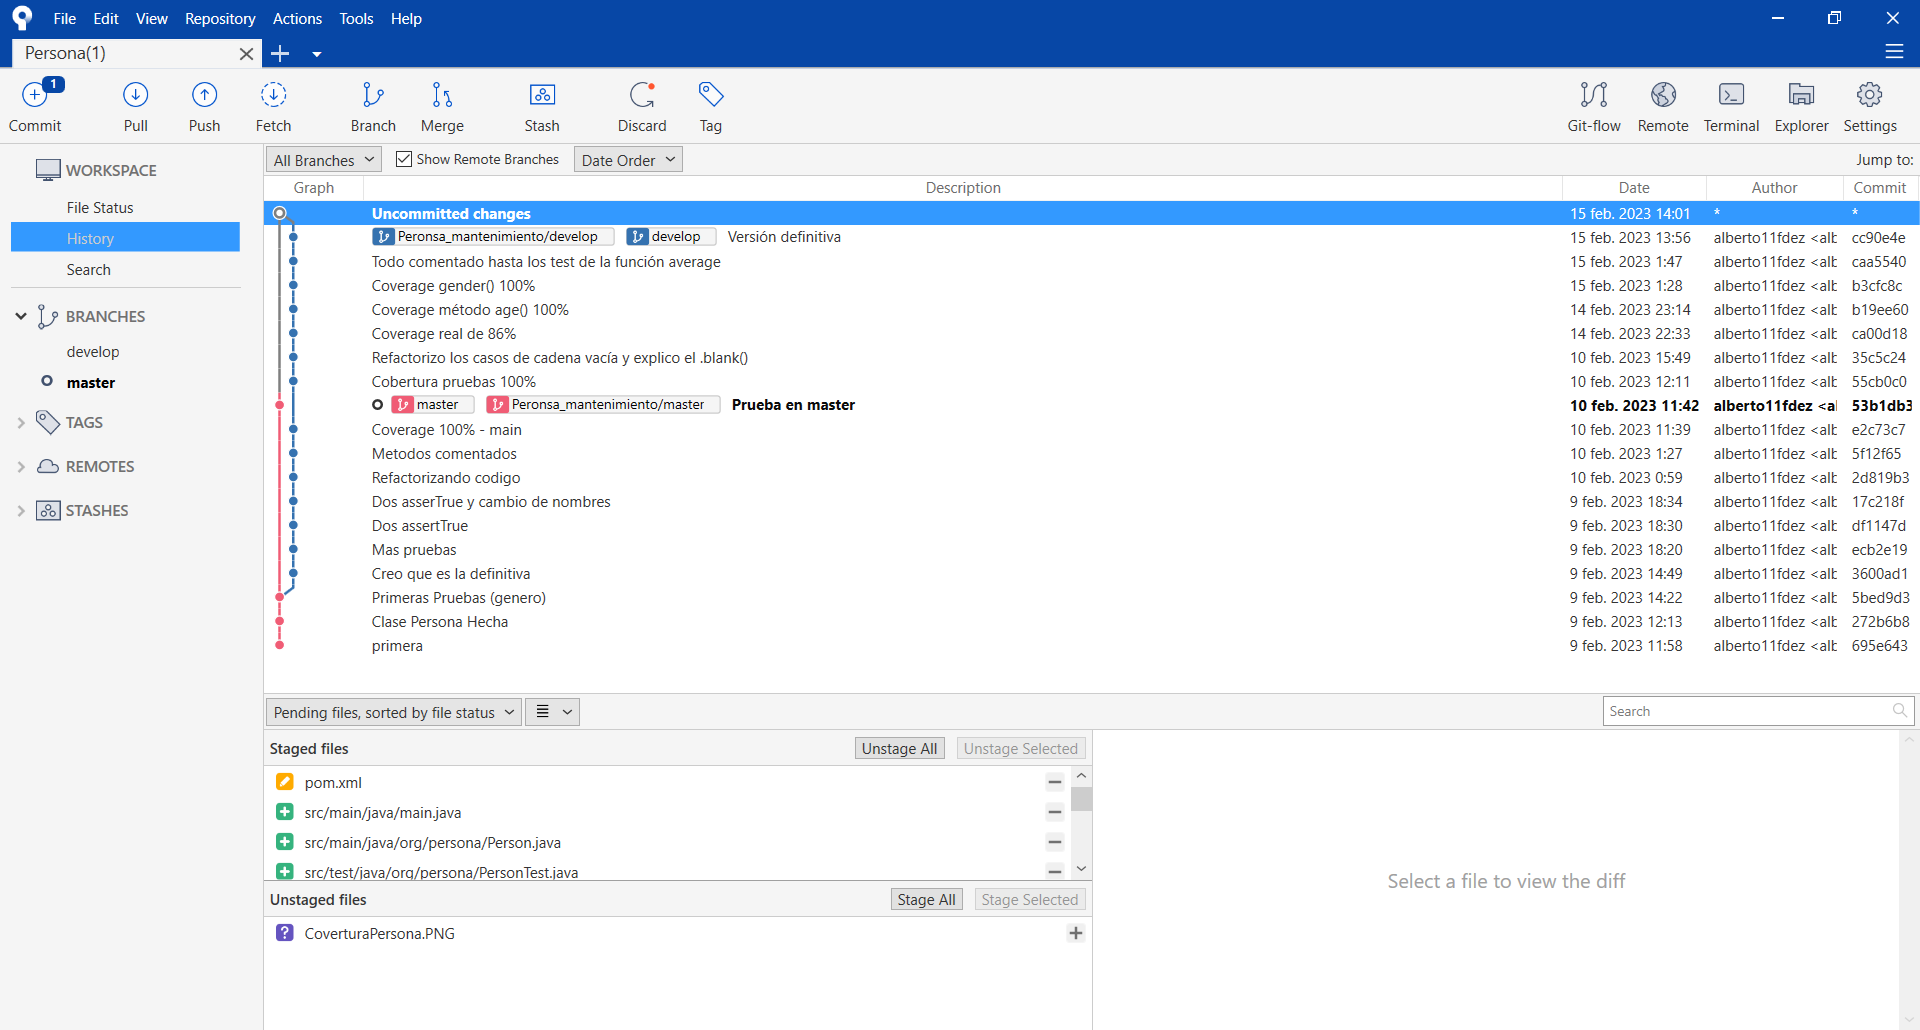 File Edit View Repository Actions Tools Help
Persona(1)
1
Commit Pull Push Fetch Branch Merge Stash Discard Tag Git-flow Remote Terminal Explorer Settings
WORKSPACE
File Status
History
Search
BRANCHES
develop
master
TAGS
REMOTES
STASHES
All Branches Show Remote Branches Date Order Jump to:
Graph Description Date Author Commit
Uncommitted changes 15 feb. 2023 14:01 * *
Peronsa_mantenimiento/develop develop Versión definitiva 15 feb. 2023 13:56 alberto11fdez <alb cc90e4e
Todo comentado hasta los test de la función average 15 feb. 2023 1:47 alberto11fdez <alb caa5540
Coverage gender() 100% 15 feb. 2023 1:28 alberto11fdez <alb b3cfc8c
Coverage método age() 100% 14 feb. 2023 23:14 alberto11fdez <alb b19ee60
Coverage real de 86% 14 feb. 2023 22:33 alberto11fdez <alb ca00d18
Refactorizo los casos de cadena vacía y explico el .blank() 10 feb. 2023 15:49 alberto11fdez <alb 35c5c24
Cobertura pruebas 100% 10 feb. 2023 12:11 alberto11fdez <alb 55cb0c0
master Peronsa_mantenimiento/master Prueba en master 10 feb. 2023 11:42 alberto11fdez <al 53b1db3
Coverage 100% - main 10 feb. 2023 11:39 alberto11fdez <alb e2c73c7
Metodos comentados 10 feb. 2023 1:27 alberto11fdez <alb 5f12f65
Refactorizando codigo 10 feb. 2023 0:59 alberto11fdez <alb 2d819b3
Dos asserTrue y cambio de nombres 9 feb. 2023 18:34 alberto11fdez <alb 17c218f
Dos assertTrue 9 feb. 2023 18:30 alberto11fdez <alb df1147d
Mas pruebas 9 feb. 2023 18:20 alberto11fdez <alb ecb2e19
Creo que es la definitiva 9 feb. 2023 14:49 alberto11fdez <alb 3600ad1
Primeras Pruebas (genero) 9 feb. 2023 14:22 alberto11fdez <alb 5bed9d3
Clase Persona Hecha 9 feb. 2023 12:13 alberto11fdez <alb 272b6b8
primera 9 feb. 2023 11:58 alberto11fdez <alb 695e643
Pending files, sorted by file status Search
Staged files Unstage All Unstage Selected
pom.xml
src/main/java/main.java
src/main/java/org/persona/Person.java
src/test/java/org/persona/PersonTest.java
Select a file to view the diff
Unstaged files Stage All Stage Selected
CoverturaPersona.PNG